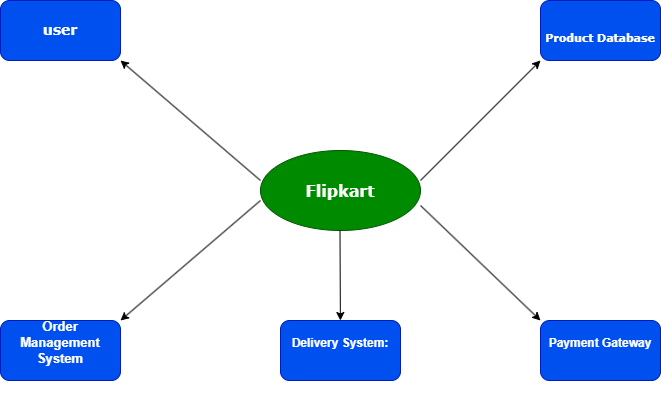 user
Product Database
Flipkart
Order
Management
System
Delivery System:
Payment Gateway